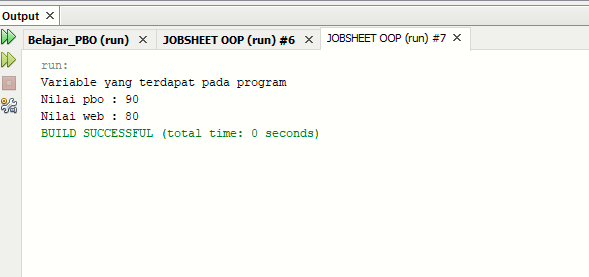 Output
Belajar_PBO (run) JOBSHEET OOP (run) #6 JOBSHEET OOP (run) #7
run:
Variable yang terdapat pada program
Nilai pbo : 90
Nilai web : 80
BUILD SUCCESSFUL (total time: 0 seconds)